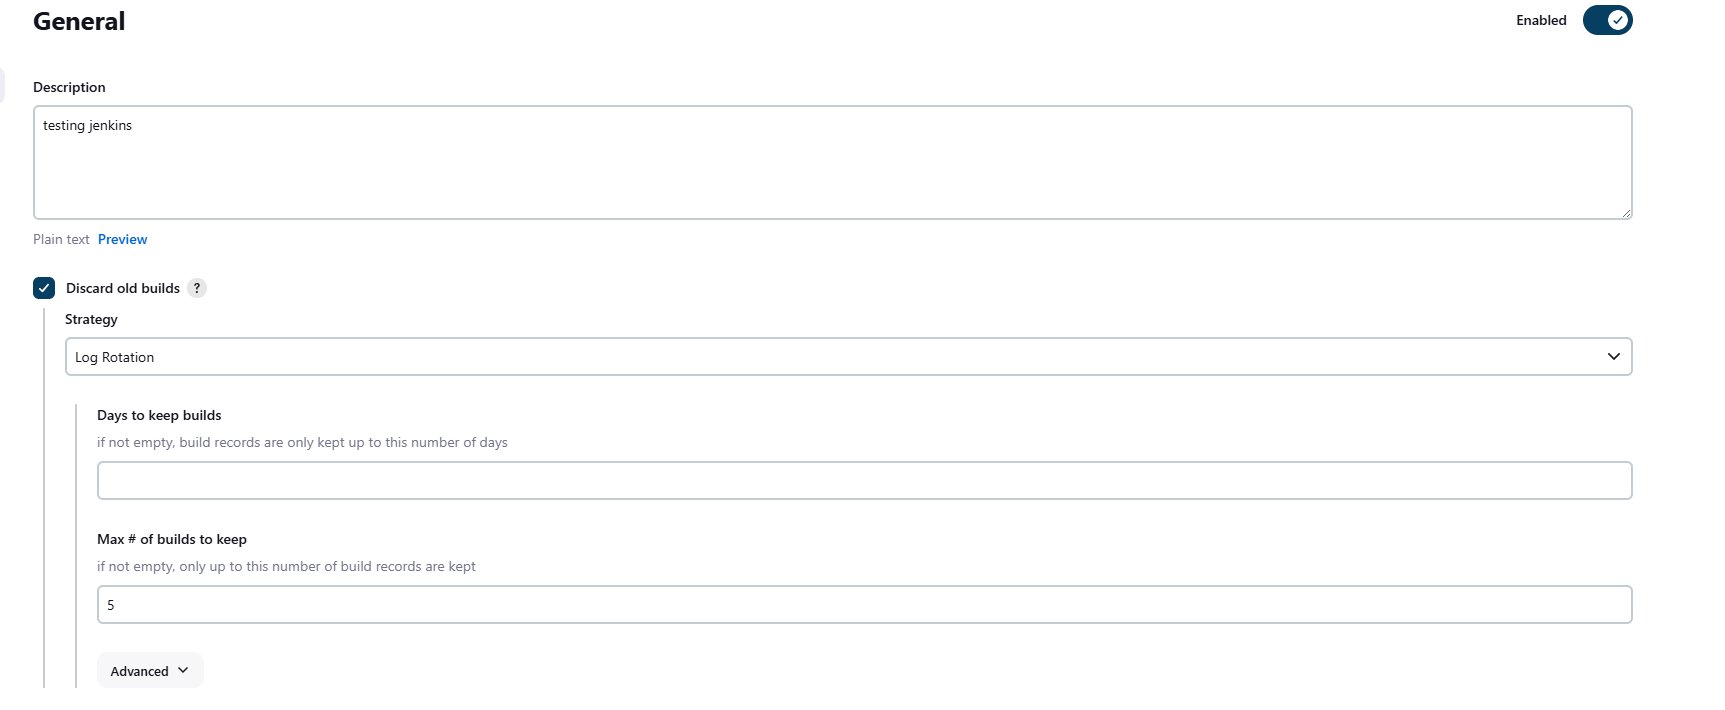 General
Enabled
Description
testing jenkins
Plain text Preview
Discard old builds ?
Strategy
Log Rotation
Days to keep builds
if not empty, build records are only kept up to this number of days
Max # of builds to keep
if not empty, only up to this number of build records are kept
5
Advanced